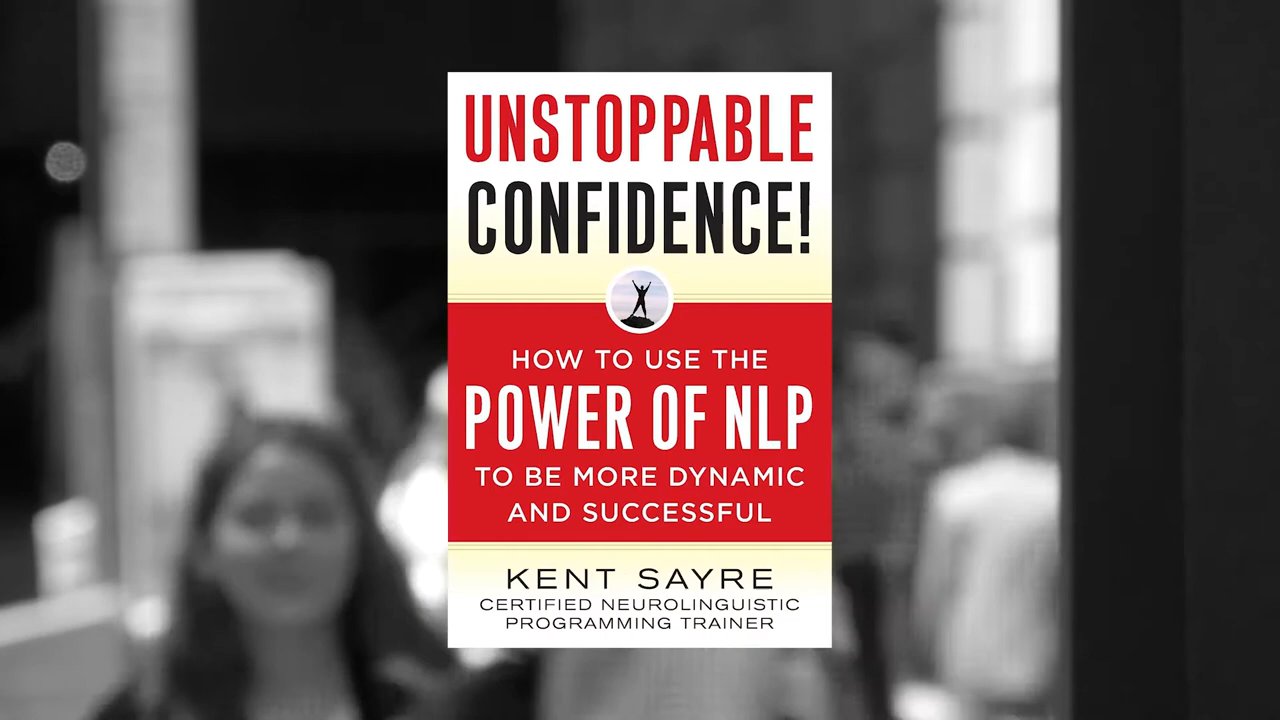 UNSTOPPABLE
CONFIDENCE!
HOW TO USE THE
POWER OF NLP
TO BE MORE DYNAMIC
AND SUCCESSFUL
KENT SAYRE
CERTIFIED NEUROLINGUISTIC
PROGRAMMING TRAINER